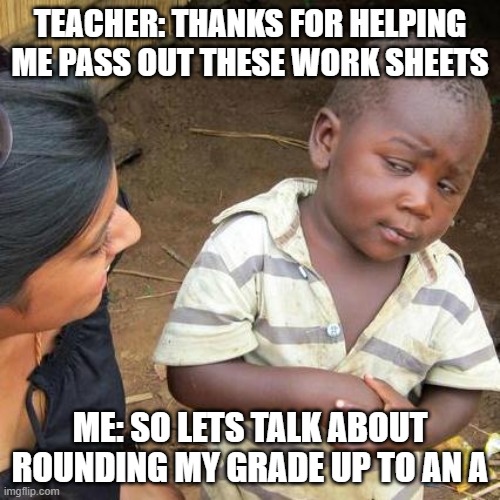 TEACHER: THANKS FOR HELPING
ME PASS OUT THESE WORK SHEETS
ME: SO LETS TALK ABOUT
ROUNDING MY GRADE UP TO AN A
imgflip.com